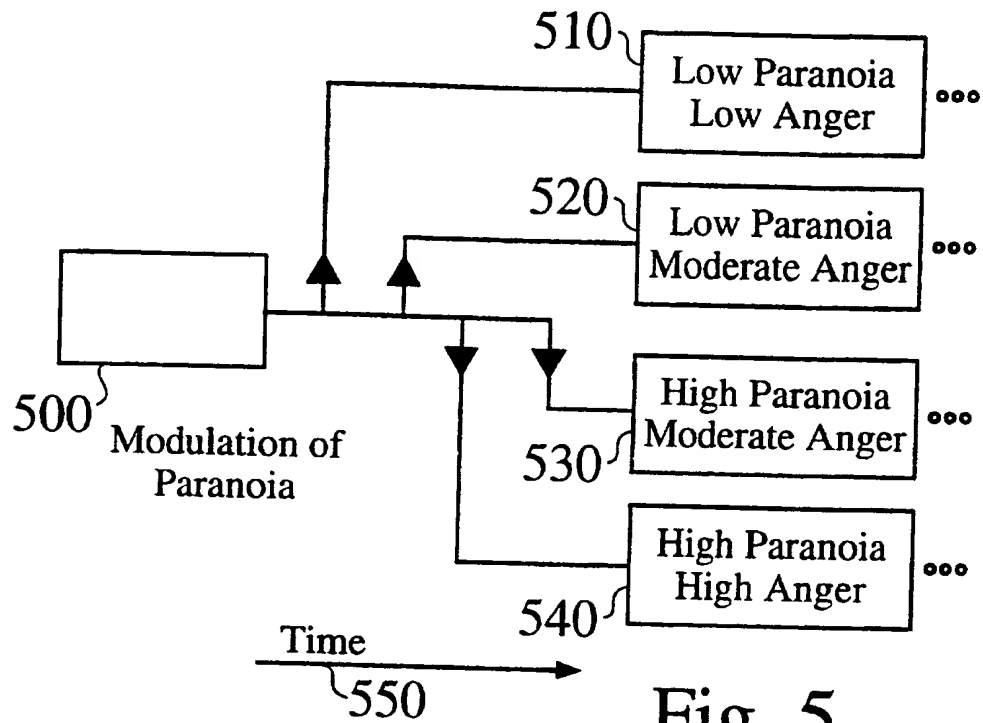 510
Low Paranoia
Low Anger
520
Low Paranoia
Moderate Anger
500
Modulation of
Paranoia
High Paranoia
Moderate Anger
530
High Paranoia
High Anger
540
Time
550
Fig. 5